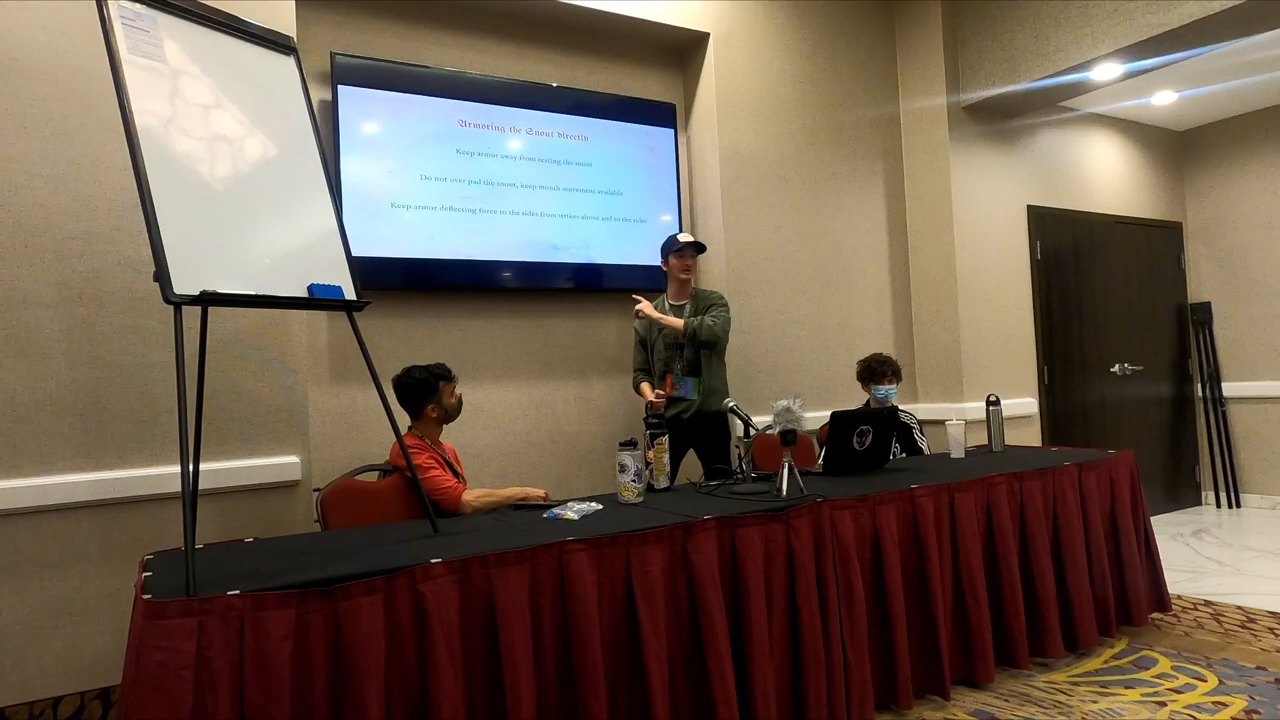 Armoring the Snout directly
Keep armor away from resting the snout
Do not over pad the snout, keep mouth movement available
Keep armor deflecting force to the sides from strikes above and to the sides